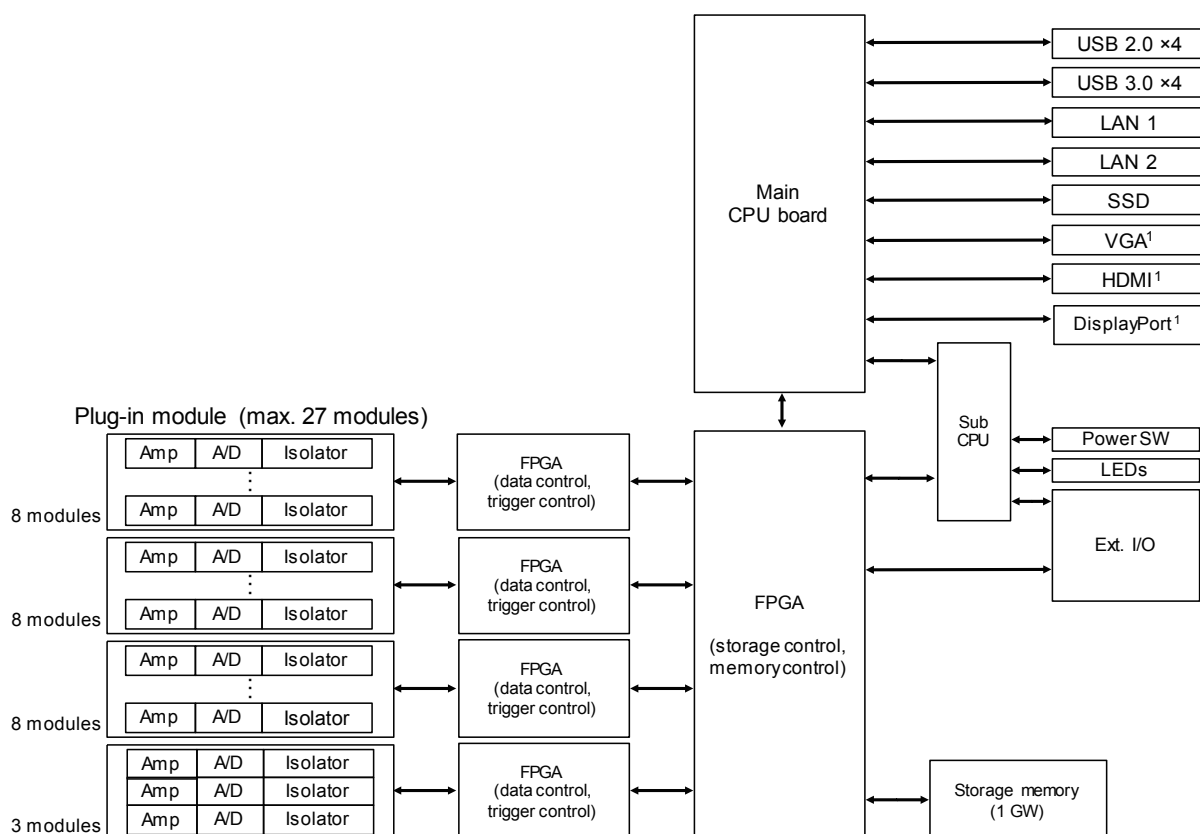 USB 2.0 ×4
USB 3.0 ×4
LAN 1
LAN 2
SSD
VGA¹
HDMI¹
DisplayPort¹
Main
CPU board
Sub
CPU
Power SW
LEDs
Ext. I/O
Plug-in module (max. 27 modules)
Amp A/D Isolator
Amp A/D Isolator
8 modules
FPGA
(data control,
trigger control)
Amp A/D Isolator
Amp A/D Isolator
8 modules
FPGA
(data control,
trigger control)
Amp A/D Isolator
Amp A/D Isolator
8 modules
FPGA
(data control,
trigger control)
Amp A/D Isolator
Amp A/D Isolator
Amp A/D Isolator
3 modules
FPGA
(data control,
trigger control)
FPGA
(storage control,
memory control)
Storage memory
(1 GW)